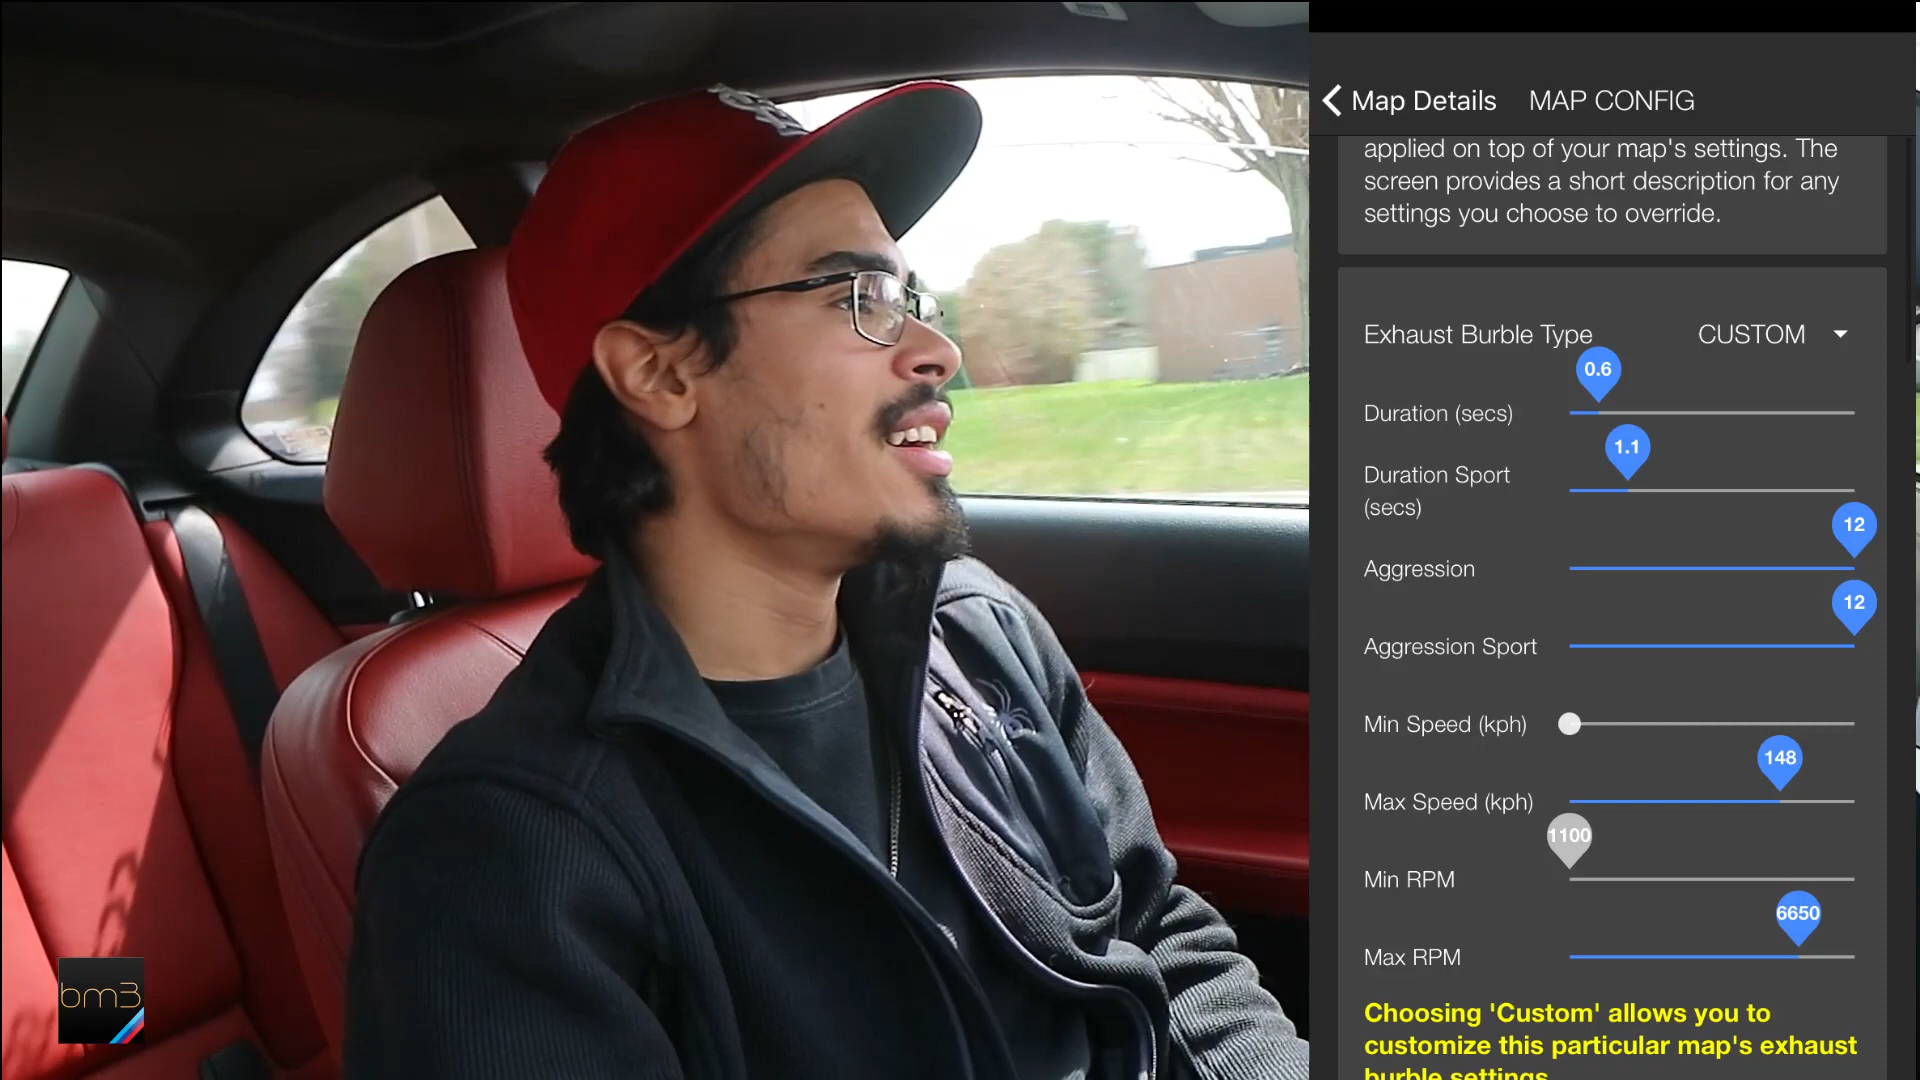 Map Details MAP CONFIG
applied on top of your map's settings. The
screen provides a short description for any
settings you choose to override.
Exhaust Burble Type CUSTOM
0.6
Duration (secs)
1.1
Duration Sport
(secs)
12
Aggression
12
Aggression Sport
Min Speed (kph)
148
Max Speed (kph)
1100
Min RPM
6650
Max RPM
Choosing 'Custom' allows you to
customize this particular map's exhaust
burble settings
bm3